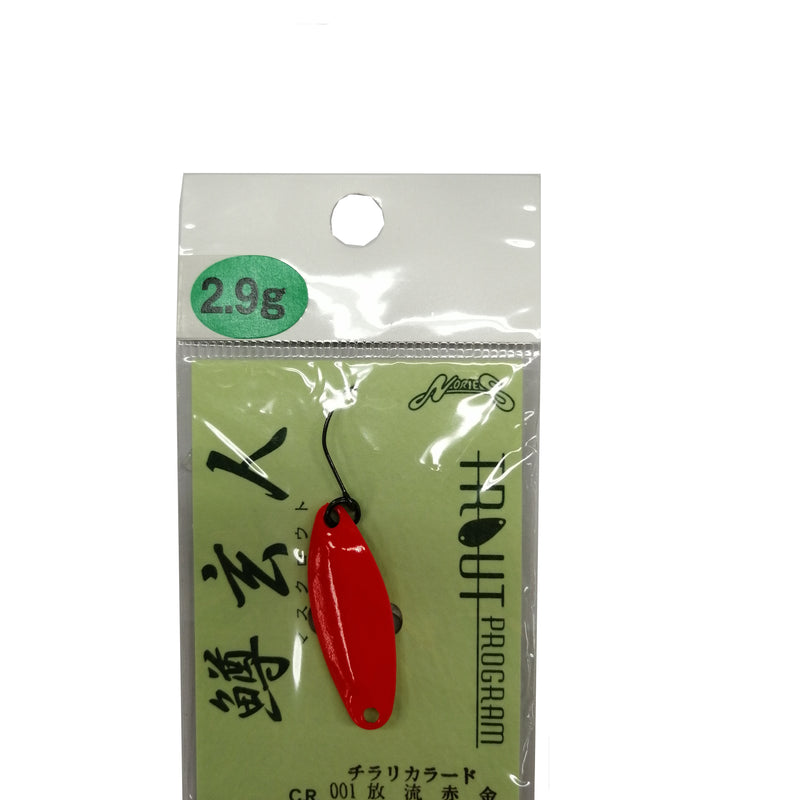 2.9g
NORIES
TROUT
PROGRAM
鱒玄人
マスクロウト
チラリカラード
CR 001 放流赤金